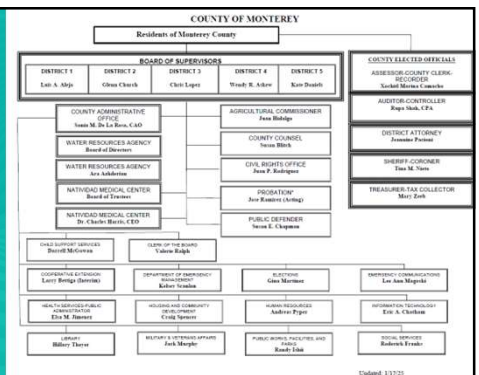 COUNTY OF MONTEREY
Residents of Monterey County
BOARD OF SUPERVISORS
DISTRICT 1
Luis A. Alejo
DISTRICT 2
Glenn Church
DISTRICT 3
Chris Lopez
DISTRICT 4
Wendy R. Askew
DISTRICT 5
Kate Daniels
COUNTY ELECTED OFFICIALS
ASSESSOR-COUNTY CLERK-
RECORDER
Xochitl Marina Camacho
AUDITOR-CONTROLLER
Rupa Shah, CPA
DISTRICT ATTORNEY
Jeannine Pacioni
SHERIFF-CORONER
Tina M. Nieto
TREASURER-TAX COLLECTOR
Mary Zeeb
COUNTY ADMINISTRATIVE
OFFICE
Sonia M. De La Rosa, CAO
WATER RESOURCES AGENCY
Board of Directors
WATER RESOURCES AGENCY
Ara Azhderian
NATIVIDAD MEDICAL CENTER
Board of Trustees
NATIVIDAD MEDICAL CENTER
Dr. Charles Harris, CEO
AGRICULTURAL COMMISSIONER
Juan Hidalgo
COUNTY COUNSEL
Susan Blitch
CIVIL RIGHTS OFFICE
Juan P. Rodriguez
PROBATION*
Jose Ramirez (Acting)
PUBLIC DEFENDER
Susan E. Chapman
CHILD SUPPORT SERVICES
Darrell McGowan
CLERK OF THE BOARD
Valerie Ralph
COOPERATIVE EXTENSION
Larry Bettiga (Interim)
DEPARTMENT OF EMERGENCY
MANAGEMENT
Kelsey Scanlon
ELECTIONS
Gina Martinez
EMERGENCY COMMUNICATIONS
Lee Ann Magoski
HEALTH SERVICES/PUBLIC
ADMINISTRATOR
Elsa M. Jimenez
HOUSING AND COMMUNITY
DEVELOPMENT
Craig Spencer
HUMAN RESOURCES
Andreas Pyper
INFORMATION TECHNOLOGY
Eric A. Chatham
LIBRARY
Hillary Theyer
MILITARY & VETERANS AFFAIRS
Jack Murphy
PUBLIC WORKS, FACILITIES, AND
PARKS
Randy Ishii
SOCIAL SERVICES
Roderick Franks